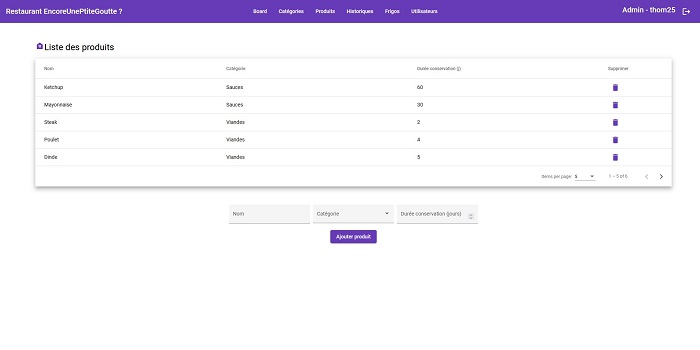 Restaurant EncoreUnePtiteGoutte ?
Board Catégories Produits Historiques Frigos Utilisateurs
Admin - thom25
Liste des produits
Nom Catégorie Durée conservation (j) Supprimer
Ketchup Sauces 60
Mayonnaise Sauces 30
Steak Viandes 2
Poulet Viandes 4
Dinde Viandes 5
Items per page: 5 1 – 5 of 6
Nom Catégorie Durée conservation (jours)
Ajouter produit